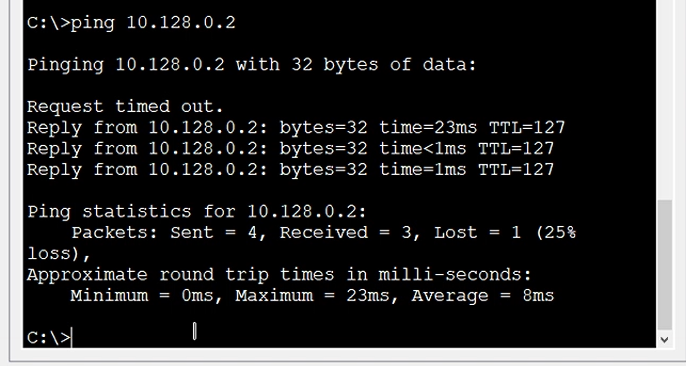 C:\>ping 10.128.0.2
Pinging 10.128.0.2 with 32 bytes of data:
Request timed out.
Reply from 10.128.0.2: bytes=32 time=23ms TTL=127
Reply from 10.128.0.2: bytes=32 time<1ms TTL=127
Reply from 10.128.0.2: bytes=32 time=1ms TTL=127
Ping statistics for 10.128.0.2:
    Packets: Sent = 4, Received = 3, Lost = 1 (25%
loss),
Approximate round trip times in milli-seconds:
    Minimum = 0ms, Maximum = 23ms, Average = 8ms
C:\>